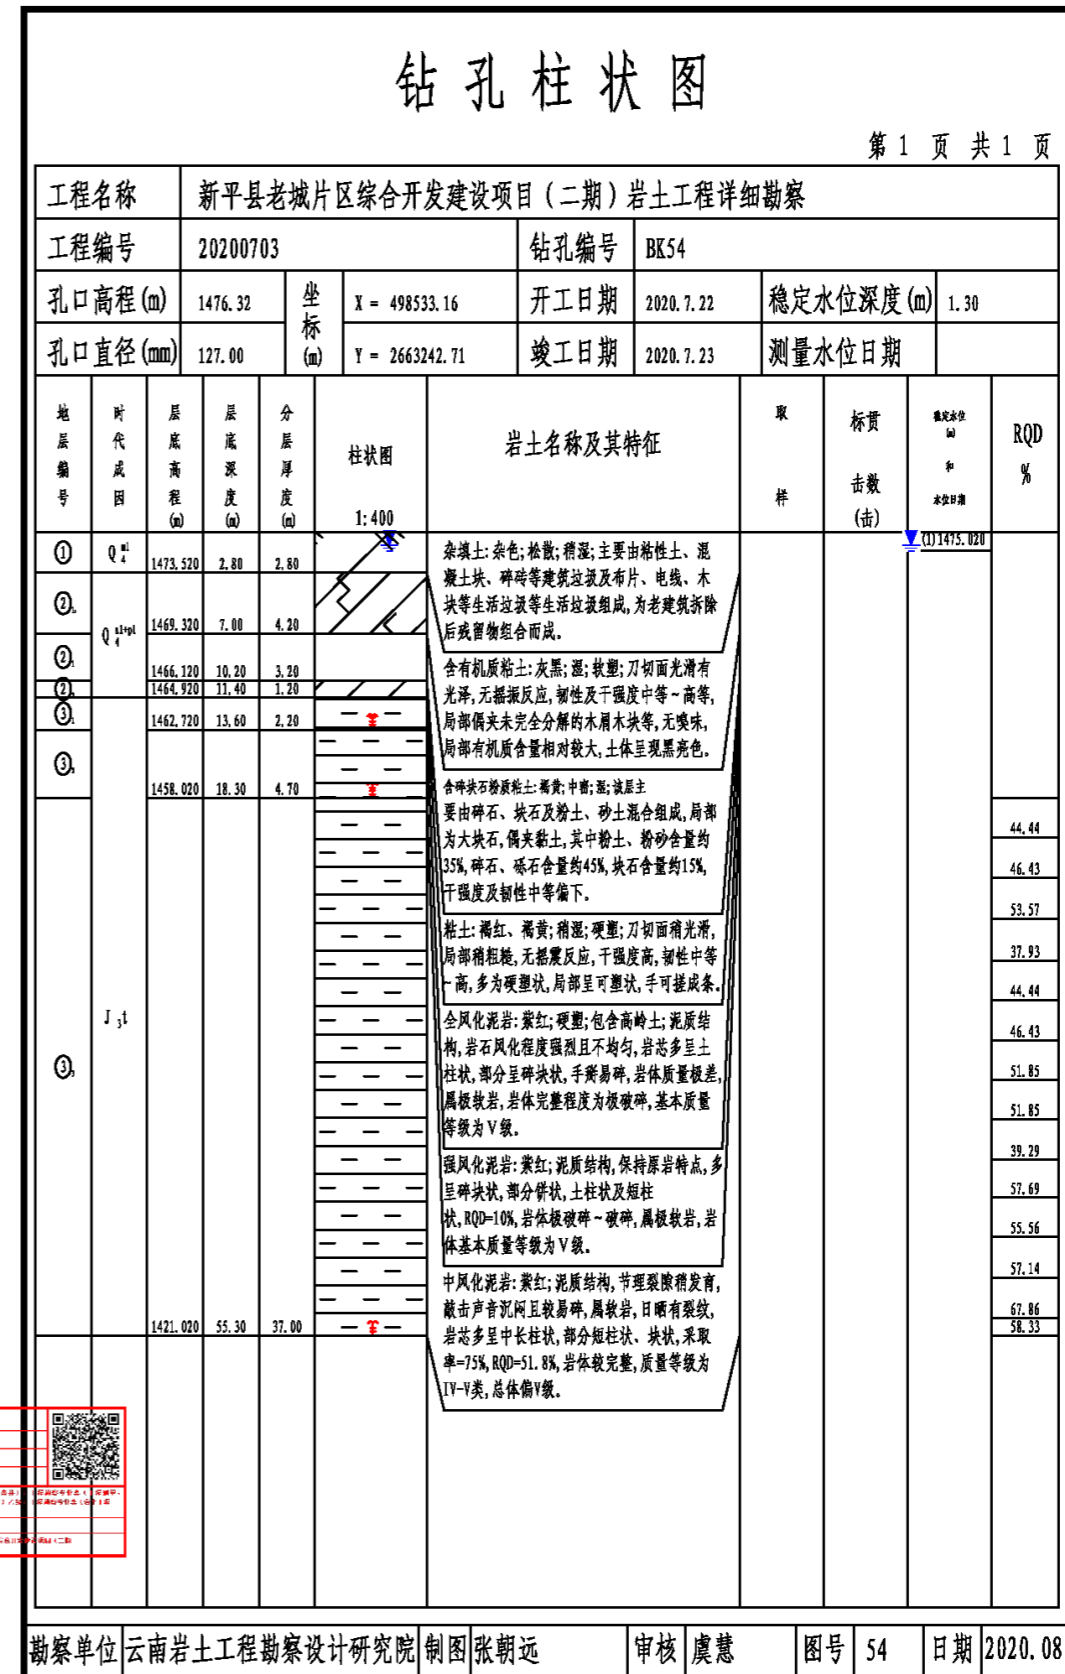 钻孔柱状图
第 1 页 共 1 页
工程名称 新平县老城片区综合开发建设项目(二期)岩土工程详细勘察
工程编号 20200703 钻孔编号 BK54
孔口高程(m) 1476.32 坐标(m) X = 498533.16 开工日期 2020.7.22 稳定水位深度(m) 1.30
孔口直径(mm) 127.00 Y = 2663242.71 竣工日期 2020.7.23 测量水位日期
地层编号 时代成因 层底高程(m) 层底深度(m) 分层厚度(m) 柱状图 1:400 岩土名称及其特征 取样 标贯击数(击) 稳定水位(m)和水位日期 RQD %
① Q4ml 1473.520 2.80 2.80
(1)1475.020
② 1469.320 7.00 4.20
Q4al+pl
②1 1466.120 10.20 3.20
② 1464.920 11.40 1.20
③1 1462.720 13.60 2.20
③ 1458.020 18.30 4.70
J3t
③3 1421.020 55.30 37.00
杂填土:杂色;松散;稍湿;主要由粘性土、混
凝土块、碎砖等建筑垃圾及布片、电线、木
块等生活垃圾等生活垃圾组成,为老建筑拆除
后残留物组合而成。
含有机质粘土:灰黑;湿;软塑;刀切面光滑有
光泽,无摇振反应,韧性及干强度中等~高等,
局部偶夹未完全分解的木屑木块等,无嗅味,
局部有机质含量相对较大,土体呈现黑亮色。
含碎块石粉质粘土:褐黄;中密;湿;该层主
要由碎石、块石及粉土、砂土混合组成,局部
为大块石,偶夹黏土,其中粉土、粉砂含量约
35%,碎石、砾石含量约45%,块石含量约15%,
干强度及韧性中等偏下。
粘土:褐红、褐黄;稍湿;硬塑;刀切面稍光滑,
局部稍粗糙,无摇震反应,干强度高,韧性中等
~高,多为硬塑状,局部呈可塑状,手可搓成条。
全风化泥岩:紫红;硬塑;包含高岭土;泥质结
构,岩石风化程度强烈且不均匀,岩芯多呈土
柱状,部分呈碎块状,手掰易碎,岩体质量极差,
属极软岩,岩体完整程度为极破碎,基本质量
等级为V级。
强风化泥岩:紫红;泥质结构,保持原岩特点,多
呈碎块状,部分饼状,土柱状及短柱
状,RQD=10%,岩体极破碎~破碎,属极软岩,岩
体基本质量等级为V级。
中风化泥岩:紫红;泥质结构,节理裂隙稍发育,
敲击声音沉闷且较易碎,属软岩,日晒有裂纹,
岩芯多呈中长柱状,部分短柱状、块状,采取
率=75%,RQD=51.8%,岩体较完整,质量等级为
IV-V类,总体偏V级。
44.44
46.43
53.57
37.93
44.44
46.43
51.85
51.85
39.29
57.69
55.56
57.14
67.86
58.33
勘察单位 云南岩土工程勘察设计研究院 制图 张朝远 审核 虞慧 图号 54 日期 2020.08